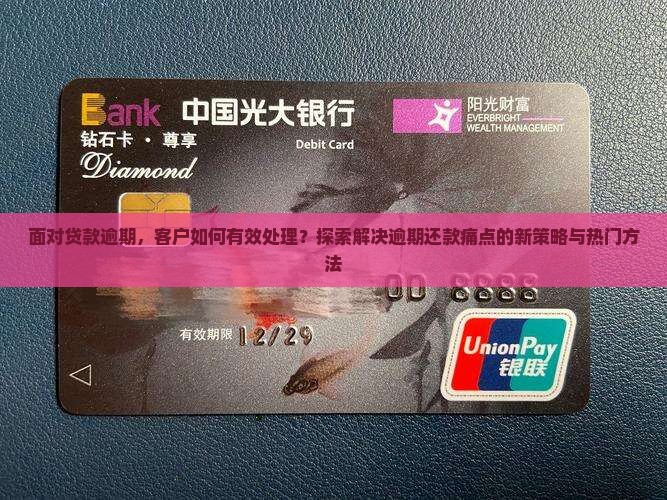 Bank 中国光大银行
阳光财富
EVERBRIGHT
WEALTH MANAGEMENT
钻石卡 · 尊享
Debit Card
Diamond
面对贷款逾期，客户如何有效处理？探索解决逾期还款痛点的新策略与热门方
法
8888
有效期限 12/29
UnionPay
银联